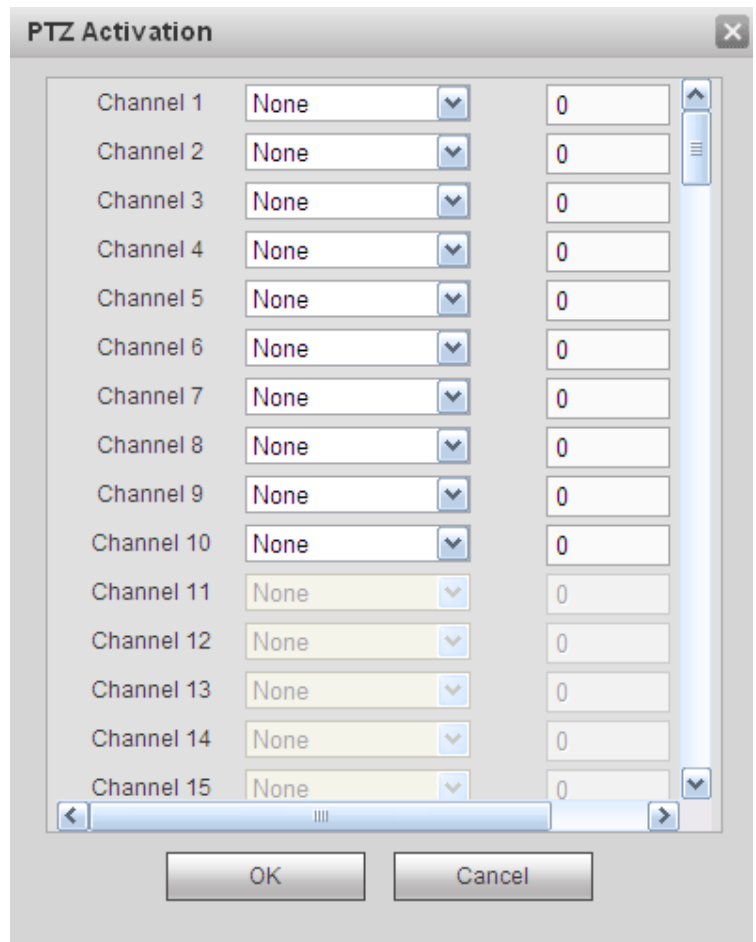 PTZ Activation
Channel 1 None 0
Channel 2 None 0
Channel 3 None 0
Channel 4 None 0
Channel 5 None 0
Channel 6 None 0
Channel 7 None 0
Channel 8 None 0
Channel 9 None 0
Channel 10 None 0
Channel 11 None 0
Channel 12 None 0
Channel 13 None 0
Channel 14 None 0
Channel 15 None 0
OK Cancel